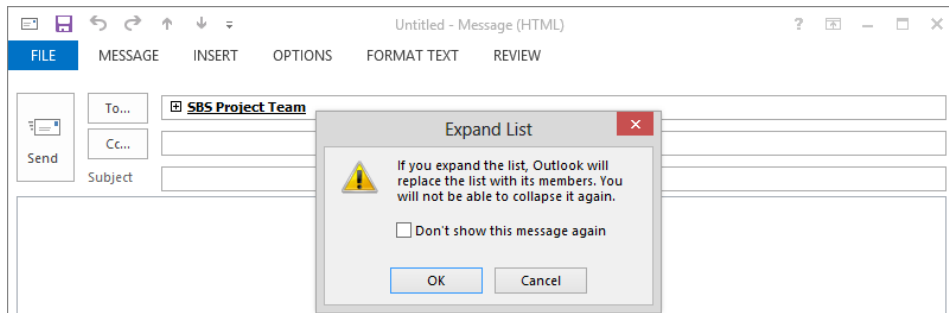 Untitled - Message (HTML)
FILE MESSAGE INSERT OPTIONS FORMAT TEXT REVIEW
To... SBS Project Team
Cc...
Send
Subject
Expand List
If you expand the list, Outlook will
replace the list with its members. You
will not be able to collapse it again.
Don't show this message again
OK Cancel